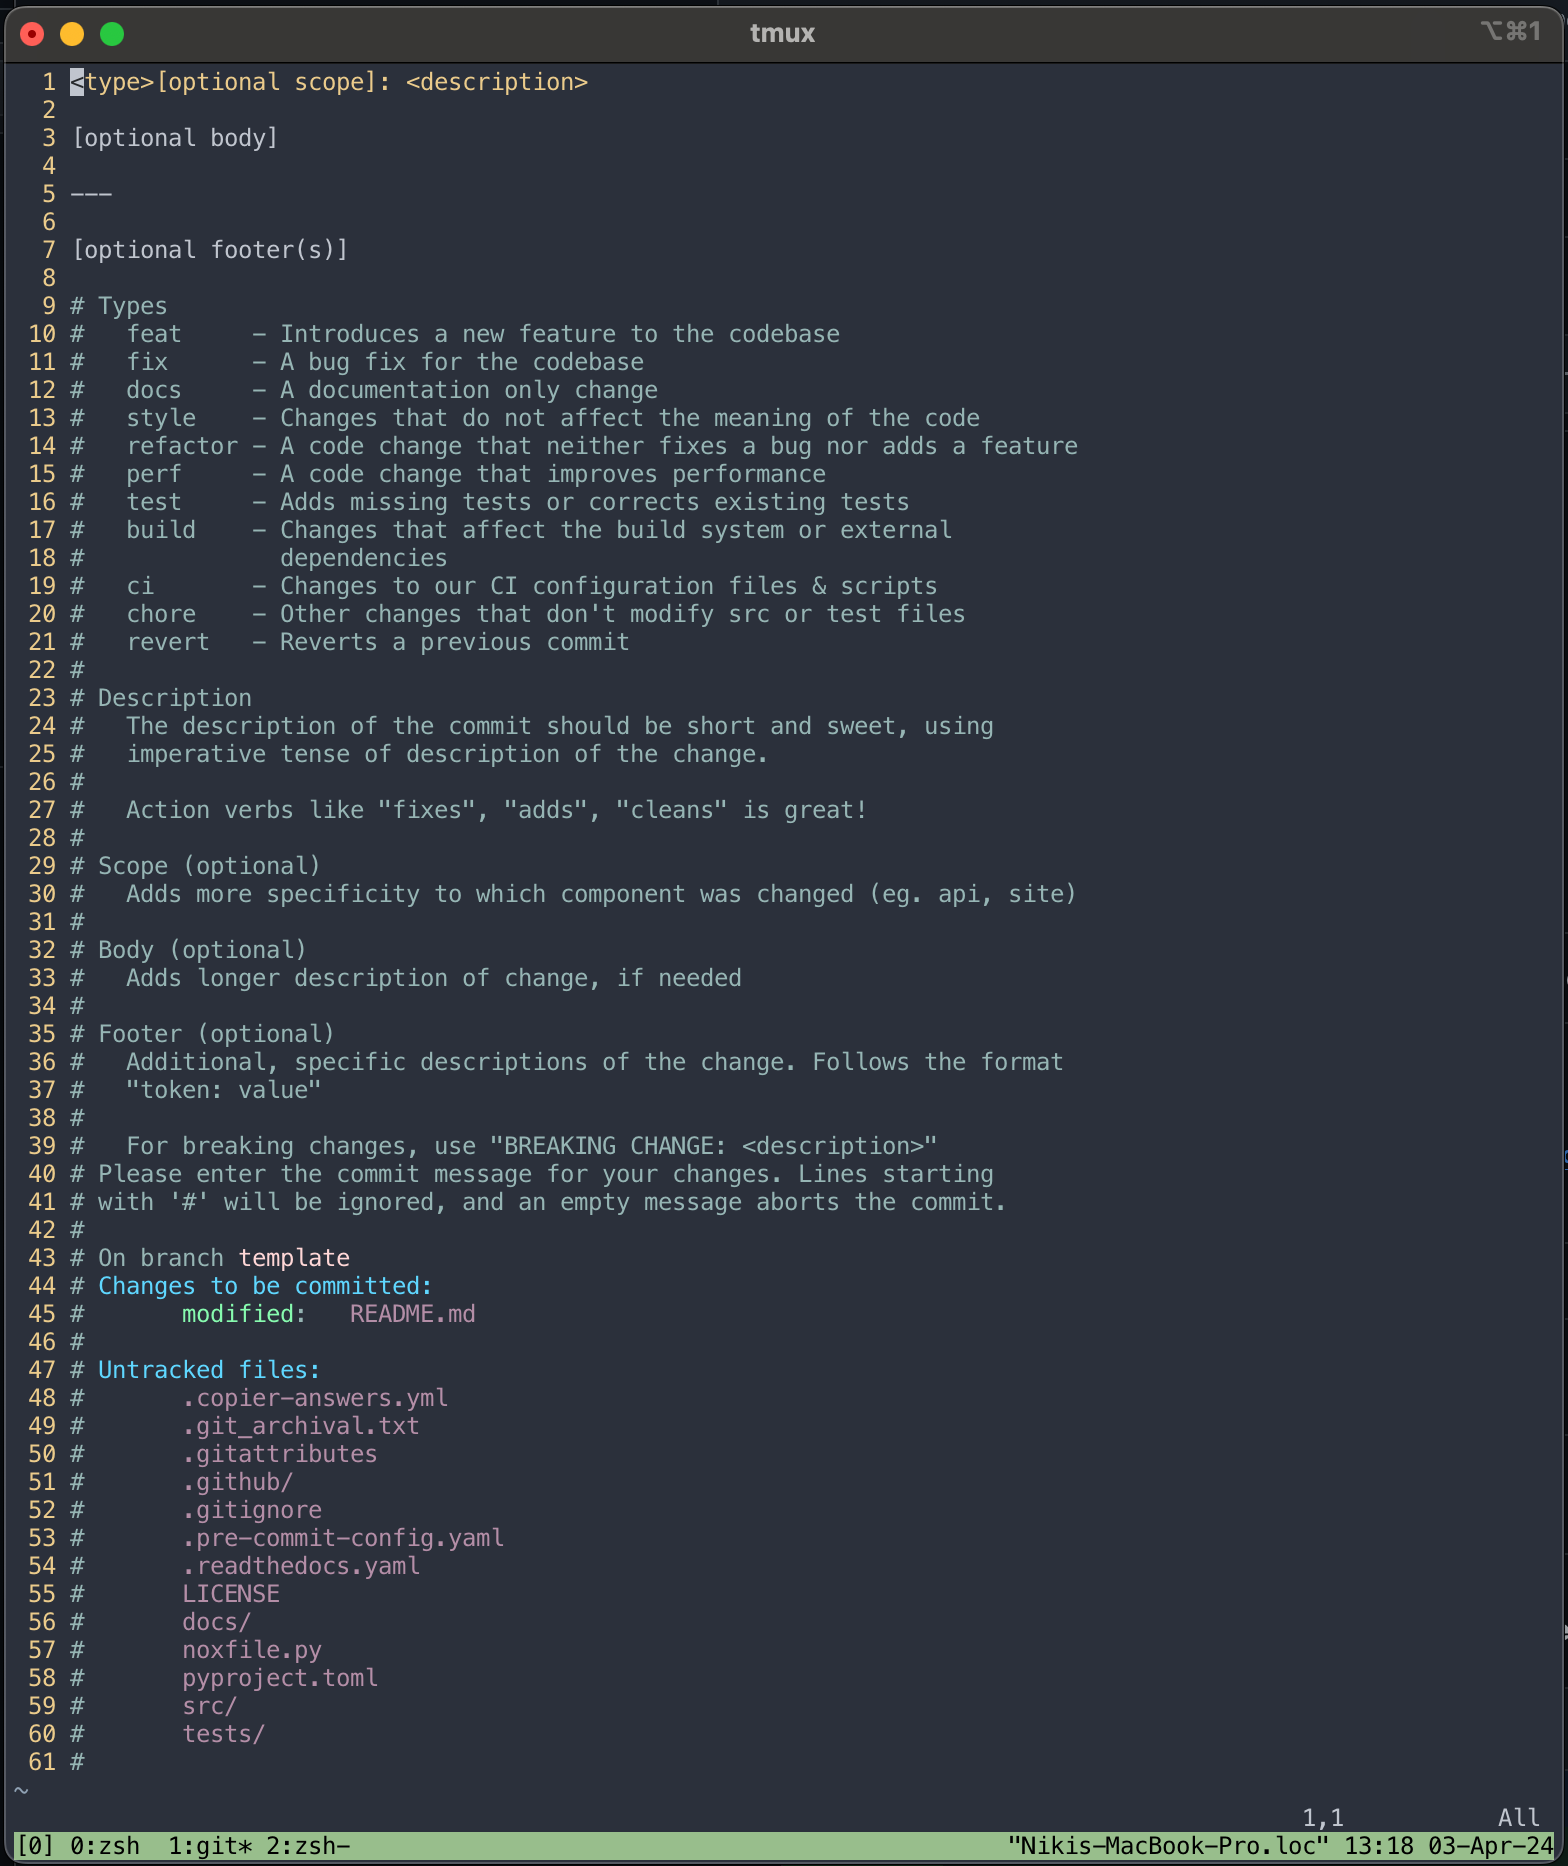 tmux
⌥⌘1
1 <type>[optional scope]: <description>
2
3 [optional body]
4
5 ---
6
7 [optional footer(s)]
8
9 # Types
10 #   feat     - Introduces a new feature to the codebase
11 #   fix      - A bug fix for the codebase
12 #   docs     - A documentation only change
13 #   style    - Changes that do not affect the meaning of the code
14 #   refactor - A code change that neither fixes a bug nor adds a feature
15 #   perf     - A code change that improves performance
16 #   test     - Adds missing tests or corrects existing tests
17 #   build    - Changes that affect the build system or external
18 #              dependencies
19 #   ci       - Changes to our CI configuration files & scripts
20 #   chore    - Other changes that don't modify src or test files
21 #   revert   - Reverts a previous commit
22 #
23 # Description
24 #   The description of the commit should be short and sweet, using
25 #   imperative tense of description of the change.
26 #
27 #   Action verbs like "fixes", "adds", "cleans" is great!
28 #
29 # Scope (optional)
30 #   Adds more specificity to which component was changed (eg. api, site)
31 #
32 # Body (optional)
33 #   Adds longer description of change, if needed
34 #
35 # Footer (optional)
36 #   Additional, specific descriptions of the change. Follows the format
37 #   "token: value"
38 #
39 #   For breaking changes, use "BREAKING CHANGE: <description>"
40 # Please enter the commit message for your changes. Lines starting
41 # with '#' will be ignored, and an empty message aborts the commit.
42 #
43 # On branch template
44 # Changes to be committed:
45 #       modified:   README.md
46 #
47 # Untracked files:
48 #       .copier-answers.yml
49 #       .git_archival.txt
50 #       .gitattributes
51 #       .github/
52 #       .gitignore
53 #       .pre-commit-config.yaml
54 #       .readthedocs.yaml
55 #       LICENSE
56 #       docs/
57 #       noxfile.py
58 #       pyproject.toml
59 #       src/
60 #       tests/
61 #
~
1,1           All
[0] 0:zsh  1:git* 2:zsh-     "Nikis-MacBook-Pro.loc" 13:18 03-Apr-24